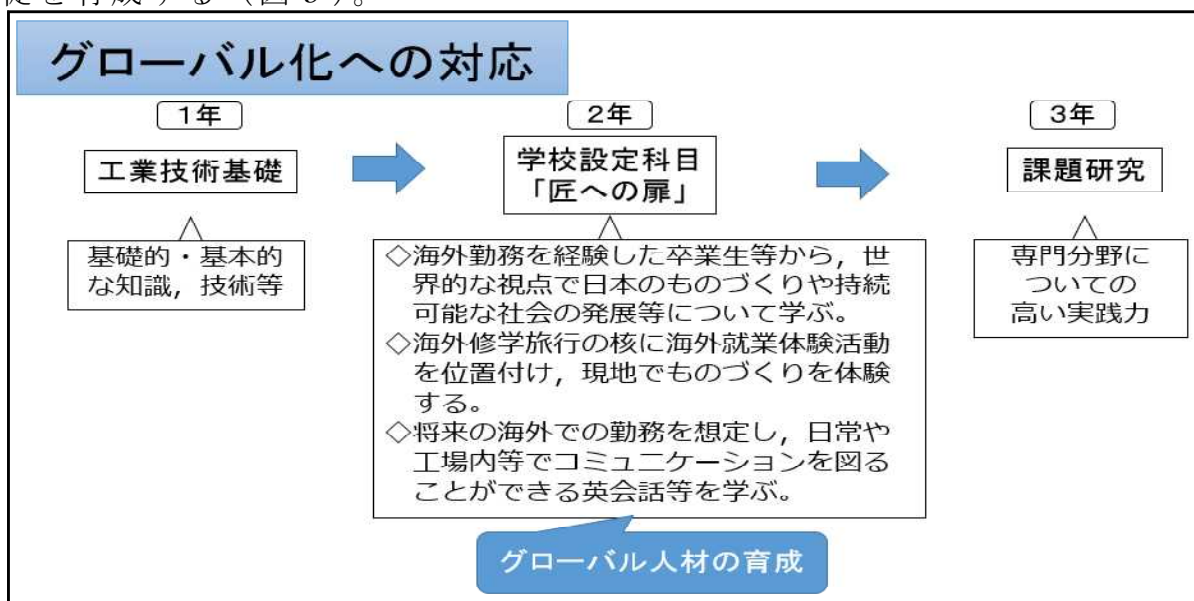 徒を育成する（図３）。
グローバル化への対応
１年
工業技術基礎
基礎的・基本的
な知識，技術等
２年
学校設定科目
「匠への扉」
◇海外勤務を経験した卒業生等から，世
界的な視点で日本のものづくりや持続
可能な社会の発展等について学ぶ。
◇海外修学旅行の核に海外就業体験活動
を位置付け，現地でものづくりを体験
する。
◇将来の海外での勤務を想定し，日常や
工場内等でコミュニケーションを図る
ことができる英会話等を学ぶ。
グローバル人材の育成
３年
課題研究
専門分野に
ついての
高い実践力